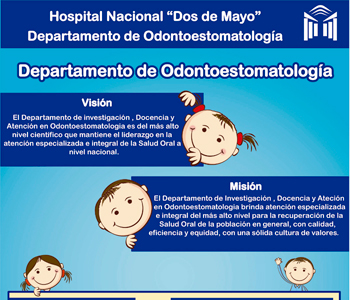 Hospital Nacional “Dos de Mayo”
Departamento de Odontoestomatología
Departamento de Odontoestomatología
Visión
El Departamento de investigación , Docencia y
Atención en Odontoestomatologia es del más alto
nivel científico que mantiene el liderazgo en la
atención especializada e integral de la Salud Oral a
nivel nacional.
Misión
El Departamento de Investigación , Docencia y Ateción
en Odontoestomatologia brinda atención especializada
e integral del más alto nivel para la recuperación de la
Salud Oral de la población en general, con calidad,
eficiencia y equidad, con una sólida cultura de valores.